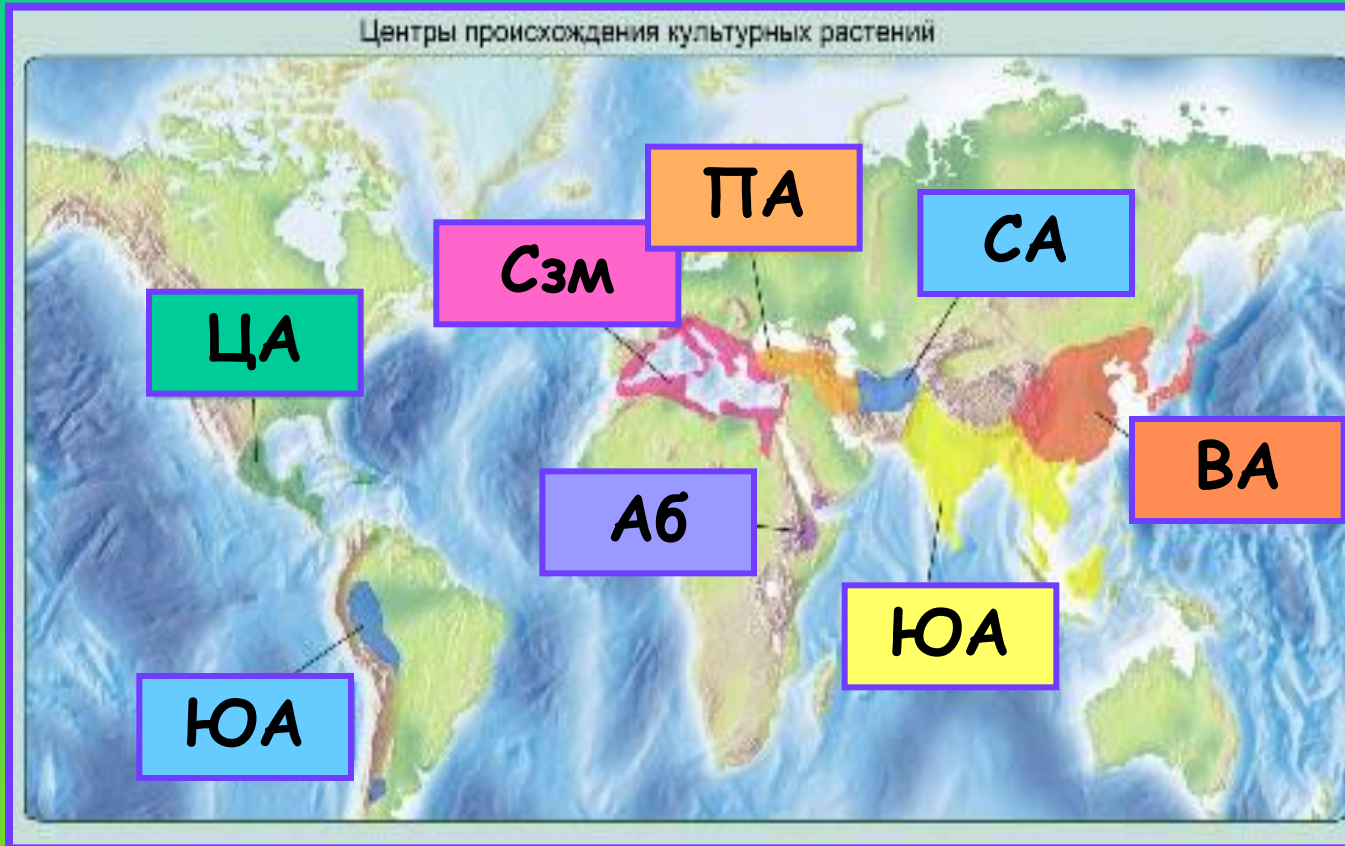 Центры происхождения культурных растений
ПА
СА
Сзм
ЦА
ВА
Аб
ЮА
ЮА